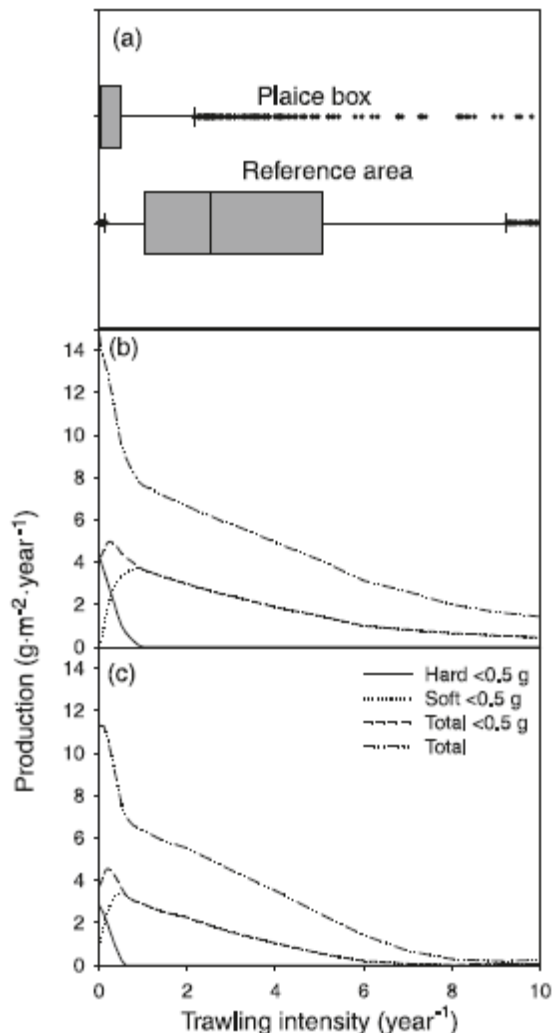 (a)
Plaice box
Reference area
(b)
14
12
10
8
6
4
2
0
Production (g·m⁻²·year⁻¹)
(c)
Hard <0.5 g
Soft <0.5 g
Total <0.5 g
Total
14
12
10
8
6
4
2
0
0 2 4 6 8 10
Trawling intensity (year⁻¹)